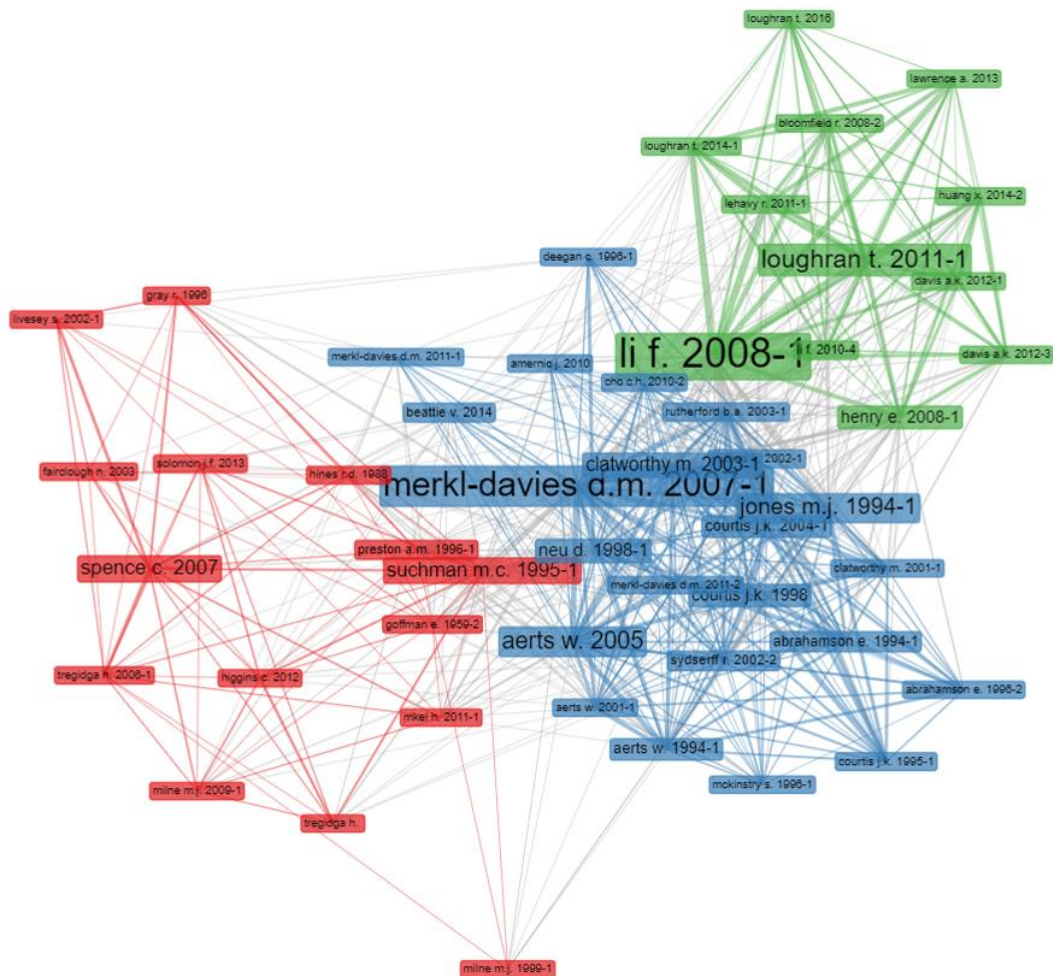 loughran t. 2016
lawrence a. 2013
bloomfield r. 2008-2
loughran t. 2014-1
huang x. 2014-2
lehavy r. 2011-1
deegan c. 1996-1
loughran t. 2011-1
davis a.k. 2012-1
gray r. 1996
livesey s. 2002-1
li f. 2008-1
f. 2010-4
davis a.k. 2012-3
merkl-davies d.m. 2011-1
amernic j. 2010
cho c.h. 2010-2
beattie v. 2014
rutherford b.a. 2003-1
henry e. 2008-1
fairclough n. 2003
solomon j.f. 2013
hines r.d. 1988
clatworthy m. 2003-1
2002-1
merkl-davies d.m. 2007-1
jones m.j. 1994-1
courtis j.k. 2004-1
preston a.m. 1996-1
neu d. 1998-1
spence c. 2007
suchman m.c. 1995-1
clatworthy m. 2001-1
merkl-davies d.m. 2011-2
courtis j.k. 1998
goffman e. 1959-2
aerts w. 2005
abrahamson e. 1994-1
sydserff r. 2002-2
tregidga h. 2006-1
higgins c. 2012
abrahamson e. 1996-2
aerts w. 2001-1
mkel h. 2011-1
aerts w. 1994-1
courtis j.k. 1995-1
mckinstry s. 1996-1
milne m.j. 2009-1
tregidga h.
milne m.j. 1999-1